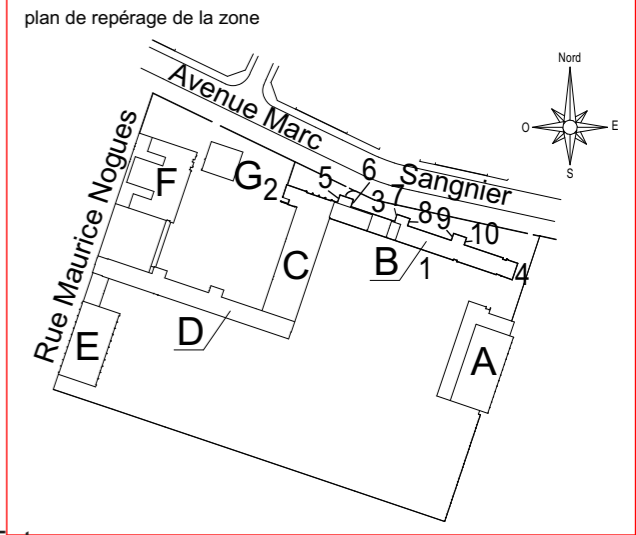 plan de repérage de la zone
Nord
O
E
S
Avenue Marc Sangnier
Rue Maurice Nogues
F
G2
5
6
3
7
8
9
10
C
B
1
4
D
E
A